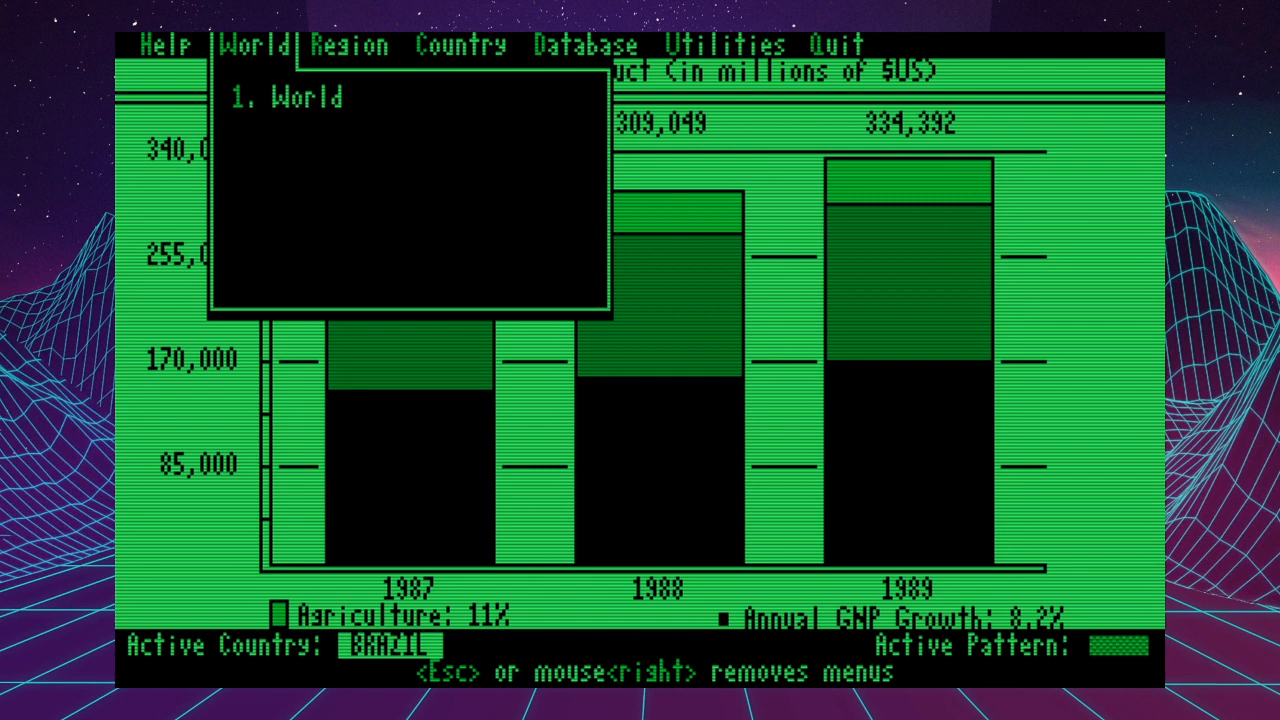 Help World Region Country Database Utilities Quit
uct (in millions of $US)
1. World
309,049 334,392
340,0
255,0
170,000
85,000
1987 1988 1989
Agriculture: 11% ■ Annual GNP Growth: 8.2%
Active Country: BRAZIL Active Pattern:
<Esc> or mouse<right> removes menus